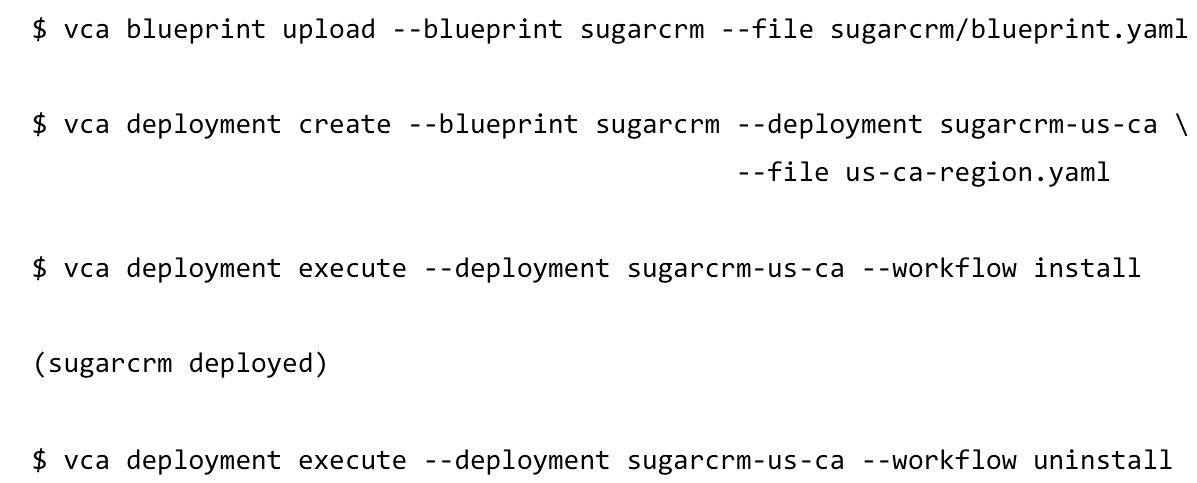 $ vca blueprint upload --blueprint sugarcrm --file sugarcrm/blueprint.yaml
$ vca deployment create --blueprint sugarcrm --deployment sugarcrm-us-ca \
--file us-ca-region.yaml
$ vca deployment execute --deployment sugarcrm-us-ca --workflow install
(sugarcrm deployed)
$ vca deployment execute --deployment sugarcrm-us-ca --workflow uninstall